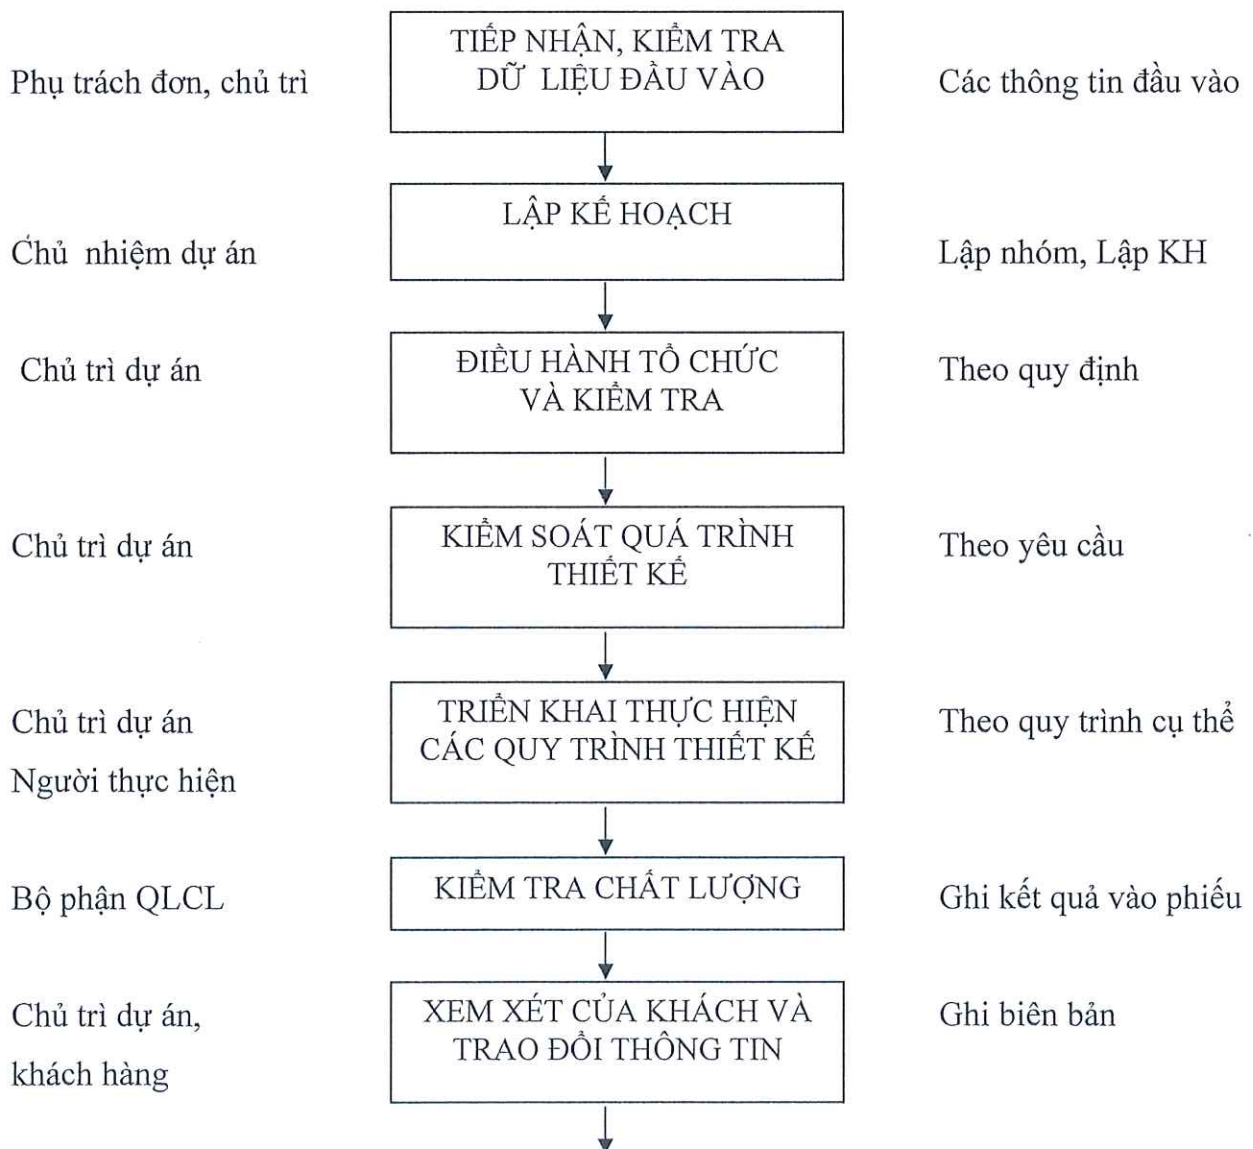 TIẾP NHẬN, KIỂM TRA
Phụ trách đơn, chủ trì
DỮ LIỆU ĐẦU VÀO
Các thông tin đầu vào
LẬP KẾ HOẠCH
Chủ nhiệm dự án
Lập nhóm, Lập KH
Chủ trì dự án
ĐIỀU HÀNH TỔ CHỨC
VÀ KIỂM TRA
Theo quy định
Chủ trì dự án
KIỂM SOÁT QUÁ TRÌNH
THIẾT KẾ
Theo yêu cầu
Chủ trì dự án
Người thực hiện
TRIỂN KHAI THỰC HIỆN
CÁC QUY TRÌNH THIẾT KẾ
Theo quy trình cụ thể
Bộ phận QLCL
KIỂM TRA CHẤT LƯỢNG
Ghi kết quả vào phiếu
Chủ trì dự án,
khách hàng
XEM XÉT CỦA KHÁCH VÀ
TRAO ĐỔI THÔNG TIN
Ghi biên bản